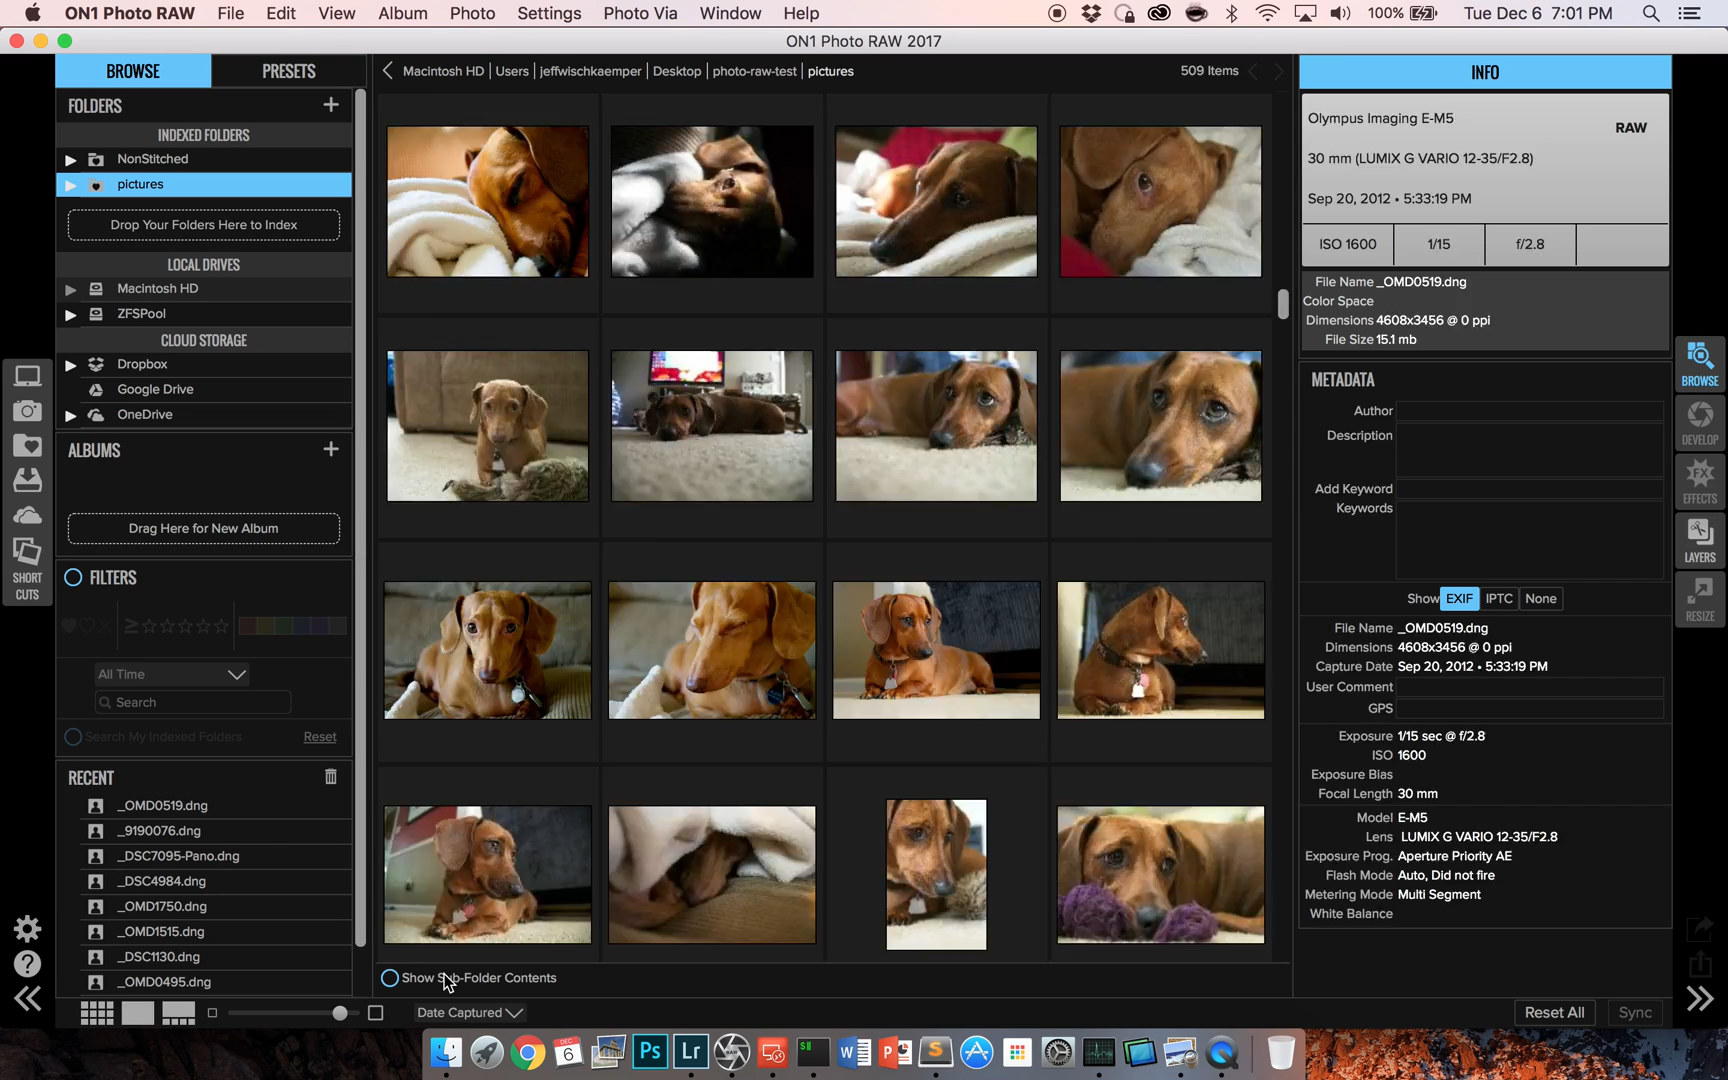 ON1 Photo RAW File Edit View Album Photo Settings Photo Via Window Help 100% Tue Dec 6 7:01 PM
ON1 Photo RAW 2017
BROWSE PRESETS
Macintosh HD | Users | jeffwischkaemper | Desktop | photo-raw-test | pictures 509 Items
FOLDERS
INDEXED FOLDERS
NonStitched
pictures
Drop Your Folders Here to Index
LOCAL DRIVES
Macintosh HD
ZFSPool
CLOUD STORAGE
Dropbox
Google Drive
OneDrive
ALBUMS
Drag Here for New Album
FILTERS
All Time
Search
Search My Indexed Folders Reset
RECENT
_OMD0519.dng
_9190076.dng
_DSC7095-Pano.dng
_DSC4984.dng
_OMD1750.dng
_OMD1515.dng
_DSC1130.dng
_OMD0495.dng
SHORT
CUTS
Show Sub-Folder Contents
Date Captured
INFO
Olympus Imaging E-M5
RAW
30 mm (LUMIX G VARIO 12-35/F2.8)
Sep 20, 2012 • 5:33:19 PM
ISO 1600 1/15 f/2.8
File Name _OMD0519.dng
Color Space
Dimensions 4608x3456 @ 0 ppi
File Size 15.1 mb
METADATA
Author
Description
Add Keyword
Keywords
Show EXIF IPTC None
File Name _OMD0519.dng
Dimensions 4608x3456 @ 0 ppi
Capture Date Sep 20, 2012 • 5:33:19 PM
User Comment
GPS
Exposure 1/15 sec @ f/2.8
ISO 1600
Exposure Bias
Focal Length 30 mm
Model E-M5
Lens LUMIX G VARIO 12-35/F2.8
Exposure Prog. Aperture Priority AE
Flash Mode Auto, Did not fire
Metering Mode Multi Segment
White Balance
Reset All Sync
BROWSE
DEVELOP
FX
EFFECTS
LAYERS
RESIZE
DEC
6
Ps
Lr
RAW
$
W
P
S